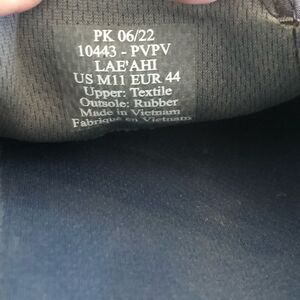 PK 06/22
10443 - PVPV
LAE'AHI
US M11 EUR 44
Upper: Textile
Outsole: Rubber
Made in Vietnam
Fabriqué en Vietnam